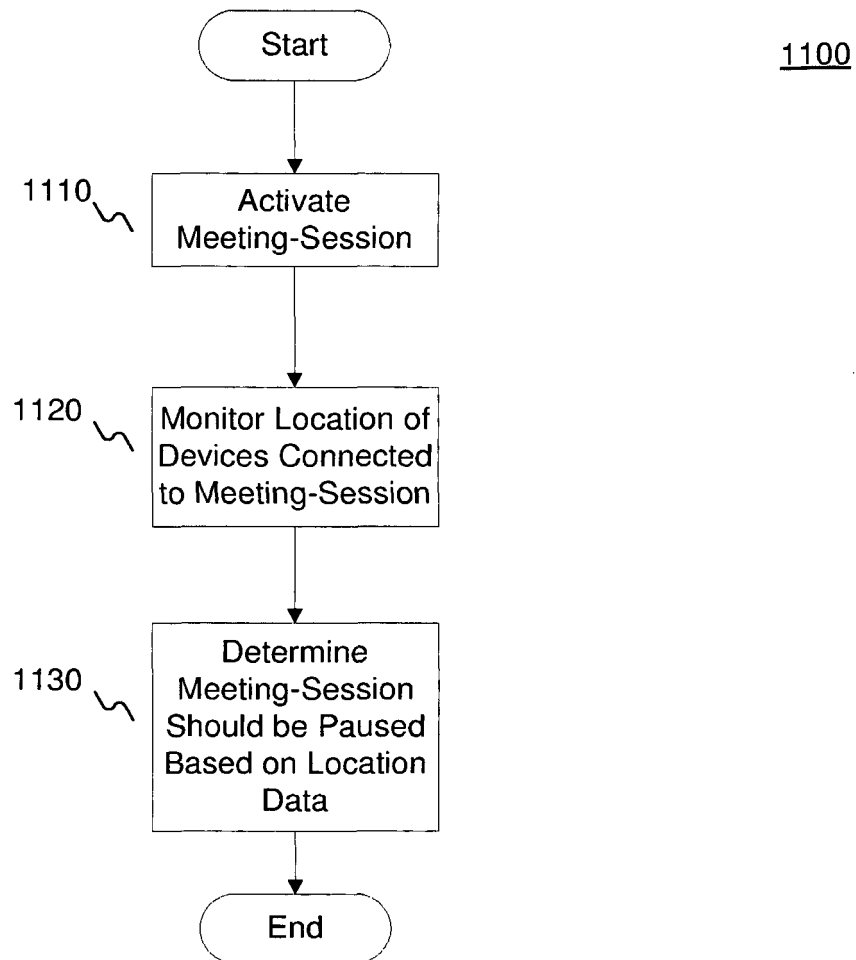 Start
1100
1110
Activate
Meeting-Session
1120
Monitor Location of
Devices Connected
to Meeting-Session
1130
Determine
Meeting-Session
Should be Paused
Based on Location
Data
End